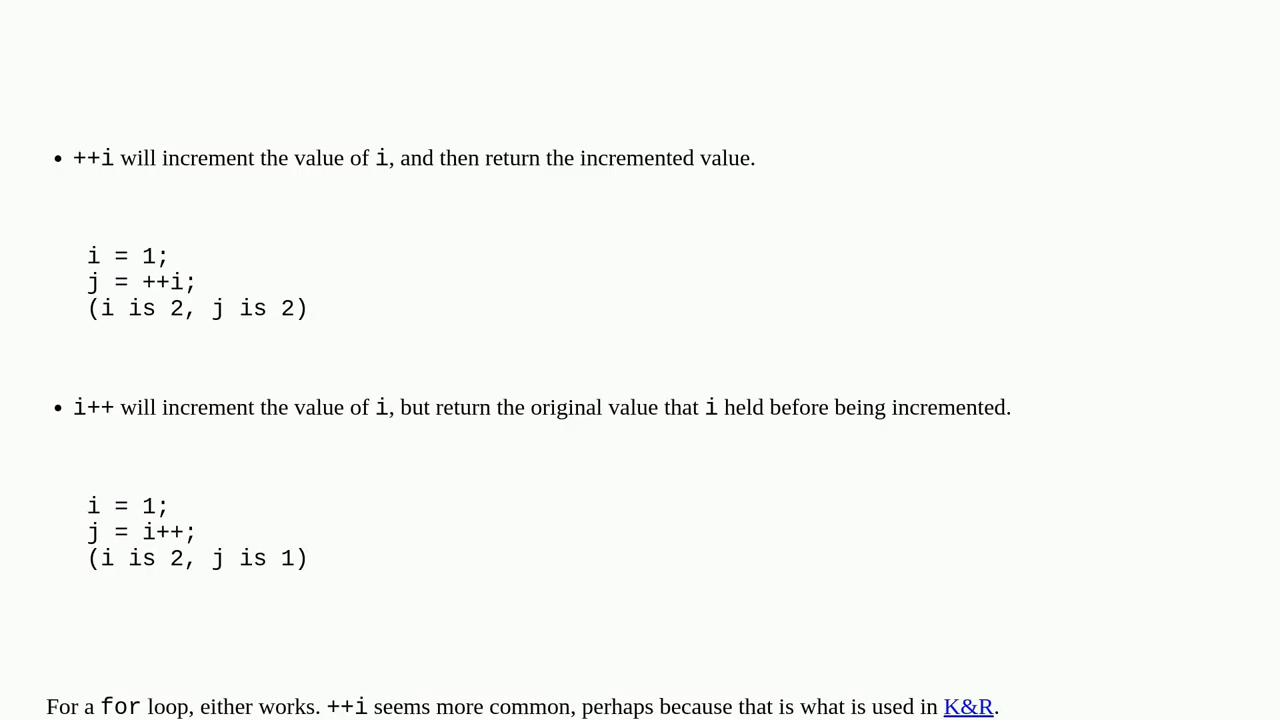 • ++i will increment the value of i, and then return the incremented value.
i = 1;
j = ++i;
(i is 2, j is 2)
• i++ will increment the value of i, but return the original value that i held before being incremented.
i = 1;
j = i++;
(i is 2, j is 1)
For a for loop, either works. ++i seems more common, perhaps because that is what is used in K&R.